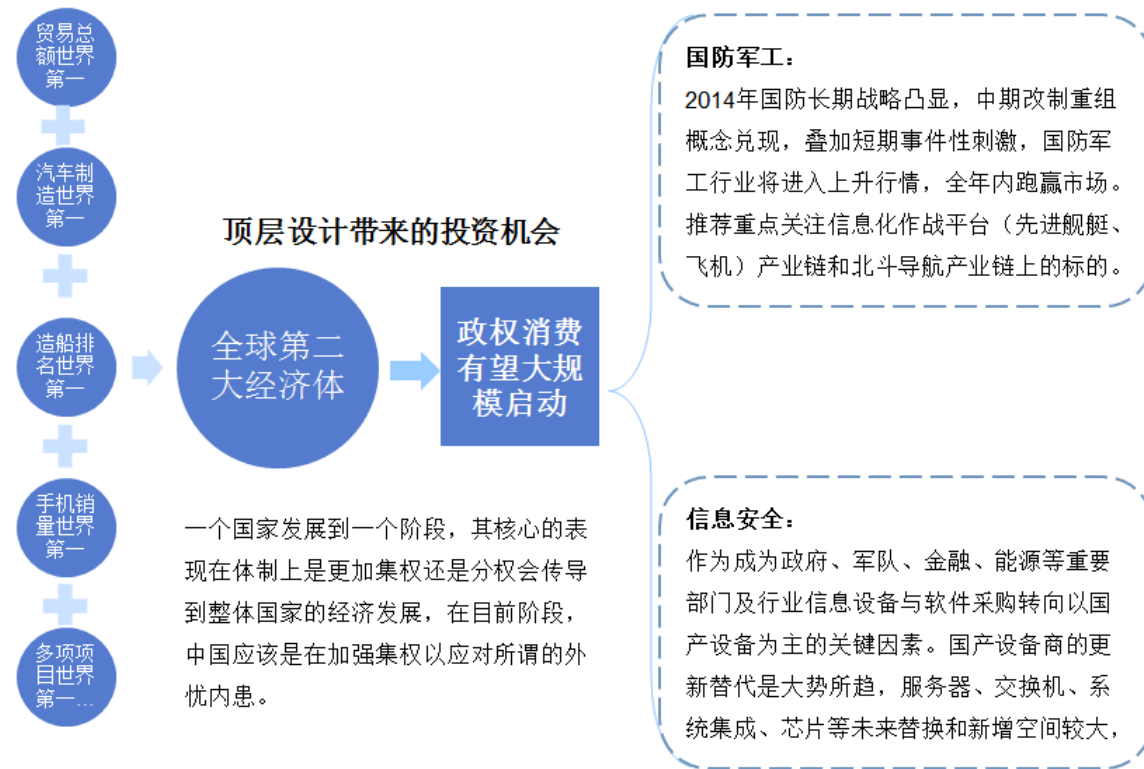 贸易总
额世界
第一
汽车制
造世界
第一
造船排
名世界
第一
手机销
量世界
第一
多项项
目世界
第一...
顶层设计带来的投资机会
全球第二
大经济体
政权消费
有望大规
模启动
一个国家发展到一个阶段，其核心的表
现在体制上是更加集权还是分权会传导
到整体国家的经济发展，在目前阶段，
中国应该是在加强集权以应对所谓的外
忧内患。
国防军工：
2014年国防长期战略凸显，中期改制重组
概念兑现，叠加短期事件性刺激，国防军
工行业将进入上升行情，全年内跑赢市场。
推荐重点关注信息化作战平台（先进舰艇、
飞机）产业链和北斗导航产业链上的标的。
信息安全：
作为成为政府、军队、金融、能源等重要
部门及行业信息设备与软件采购转向以国
产设备为主的关键因素。国产设备商的更
新替代是大势所趋，服务器、交换机、系
统集成、芯片等未来替换和新增空间较大，